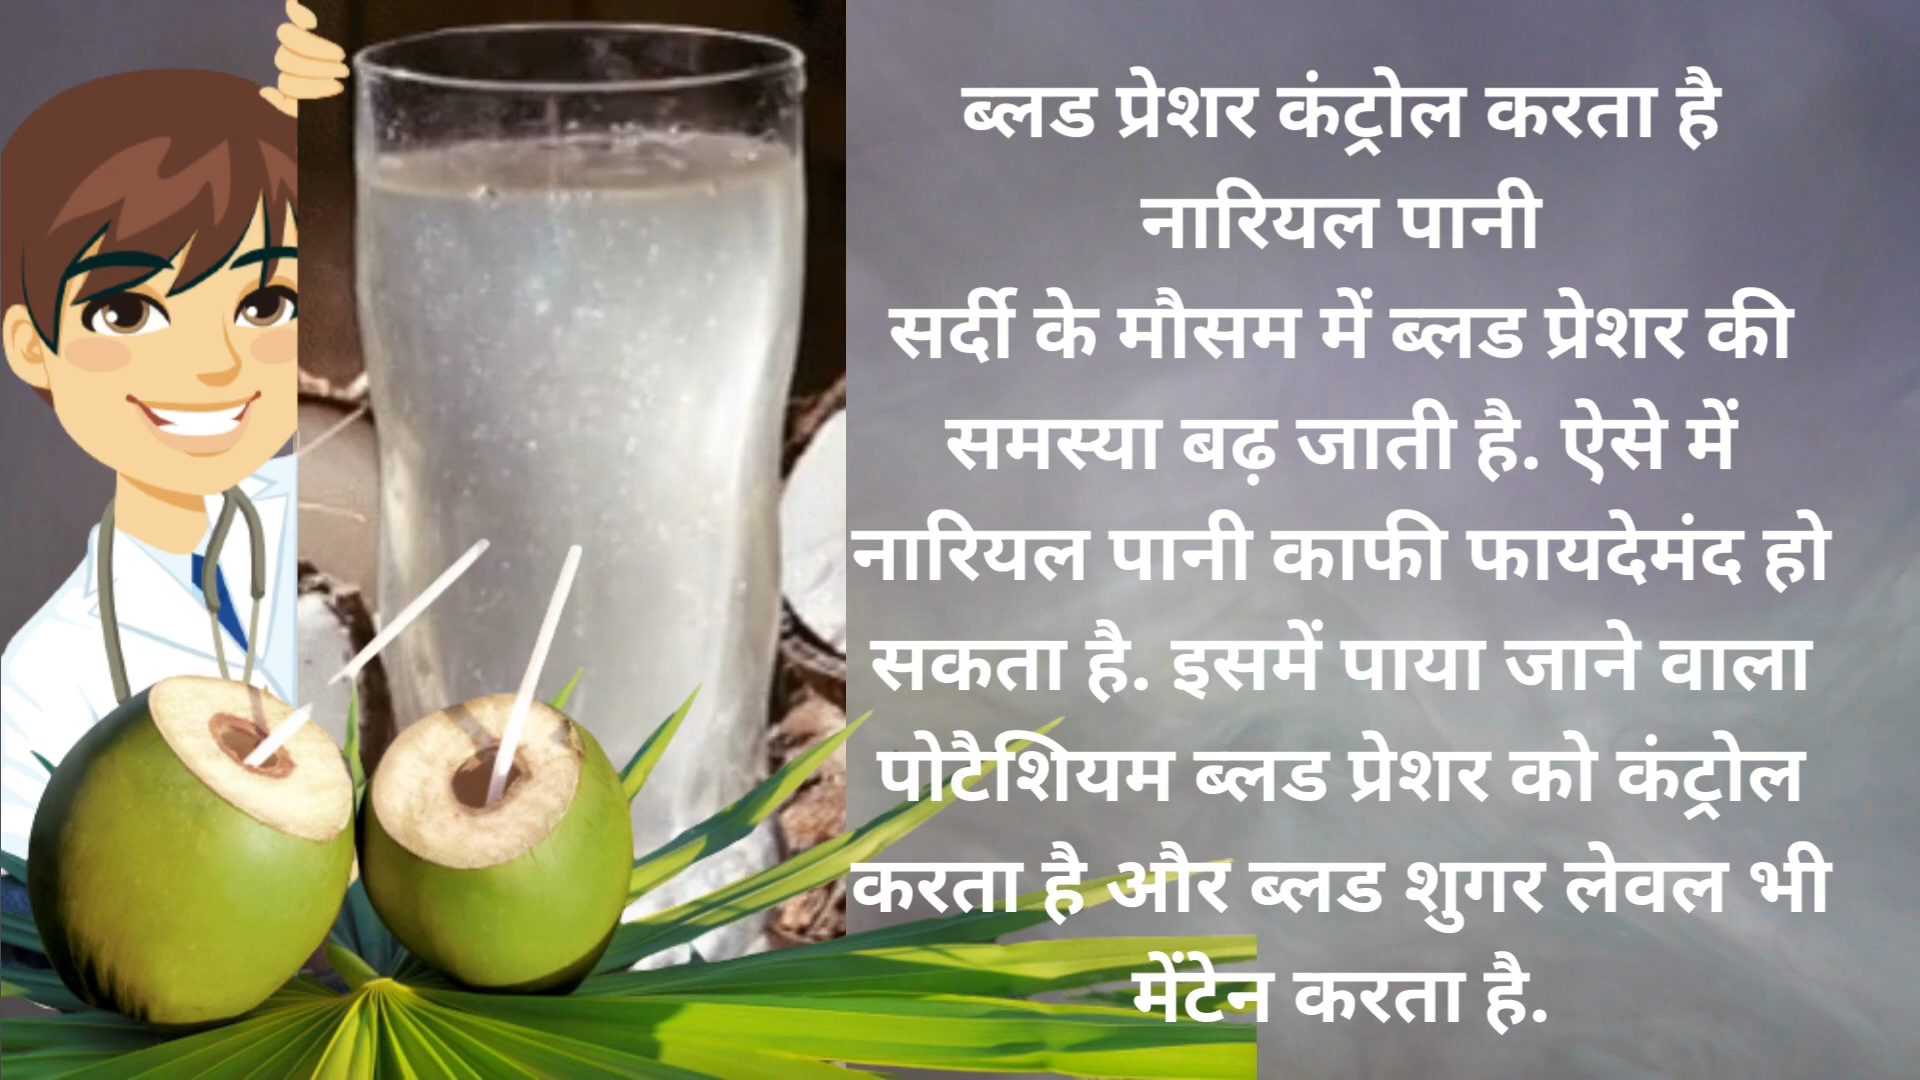 ब्लड प्रेशर कंट्रोल करता है
नारियल पानी
सर्दी के मौसम में ब्लड प्रेशर की
समस्या बढ़ जाती है. ऐसे में
नारियल पानी काफी फायदेमंद हो
सकता है. इसमें पाया जाने वाला
पोटैशियम ब्लड प्रेशर को कंट्रोल
करता है और ब्लड शुगर लेवल भी
मेंटेन करता है.